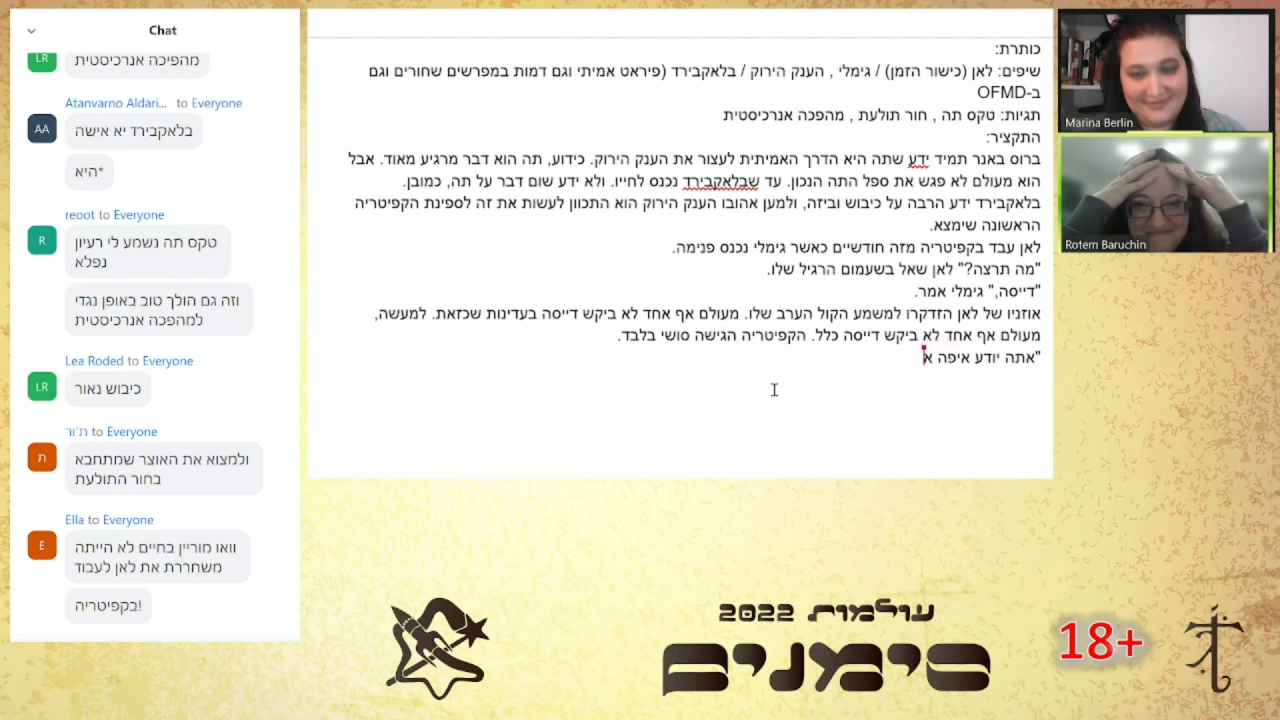 Chat
LR
מהפיכה אנרכיסטית
Atanvarno Aldari... to Everyone
AA
בלאקבירד יא אישה
*היא
reoot to Everyone
R
טקס תה נשמע לי רעיון
נפלא
וזה גם הולך טוב באופן נגדי
למהפכה אנרכיסטית
Lea Roded to Everyone
LR
כיבוש נאור
ת'ור to Everyone
ת
ולמצוא את האוצר שמתחבא
בחור התולעת
Ella to Everyone
E
וואו מוריין בחיים לא הייתה
משחררת את לאן לעבוד
בקפיטריה!
כותרת:
שיפים: לאן (כישור הזמן) / גימלי , הענק הירוק / בלאקבירד (פיראט אמיתי וגם דמות במפרשים שחורים וגם
ב-OFMD
תגיות: טקס תה , חור תולעת , מהפכה אנרכיסטית
התקציר:
ברוס באנר תמיד ידע שתה היא הדרך האמיתית לעצור את הענק הירוק. כידוע, תה הוא דבר מרגיע מאוד. אבל
הוא מעולם לא פגש את ספל התה הנכון. עד שבלאקבירד נכנס לחייו. ולא ידע שום דבר על תה, כמובן.
בלאקבירד ידע הרבה על כיבוש וביזה, ולמען אהובו הענק הירוק הוא התכוון לעשות את זה לספינת הקפיטריה
הראשונה שימצא.
לאן עבד בקפיטריה מזה חודשיים כאשר גימלי נכנס פנימה.
"מה תרצה?" לאן שאל בשעמום הרגיל שלו.
"דייסה," גימלי אמר.
אוזניו של לאן הזדקרו למשמע הקול הערב שלו. מעולם אף אחד לא ביקש דייסה בעדינות שכזאת. למעשה,
מעולם אף אחד לא ביקש דייסה כלל. הקפיטריה הגישה סושי בלבד.
"אתה יודע איפה א
Marina Berlin
Rotem Baruchin
עולמות 2022
סימנים
18+